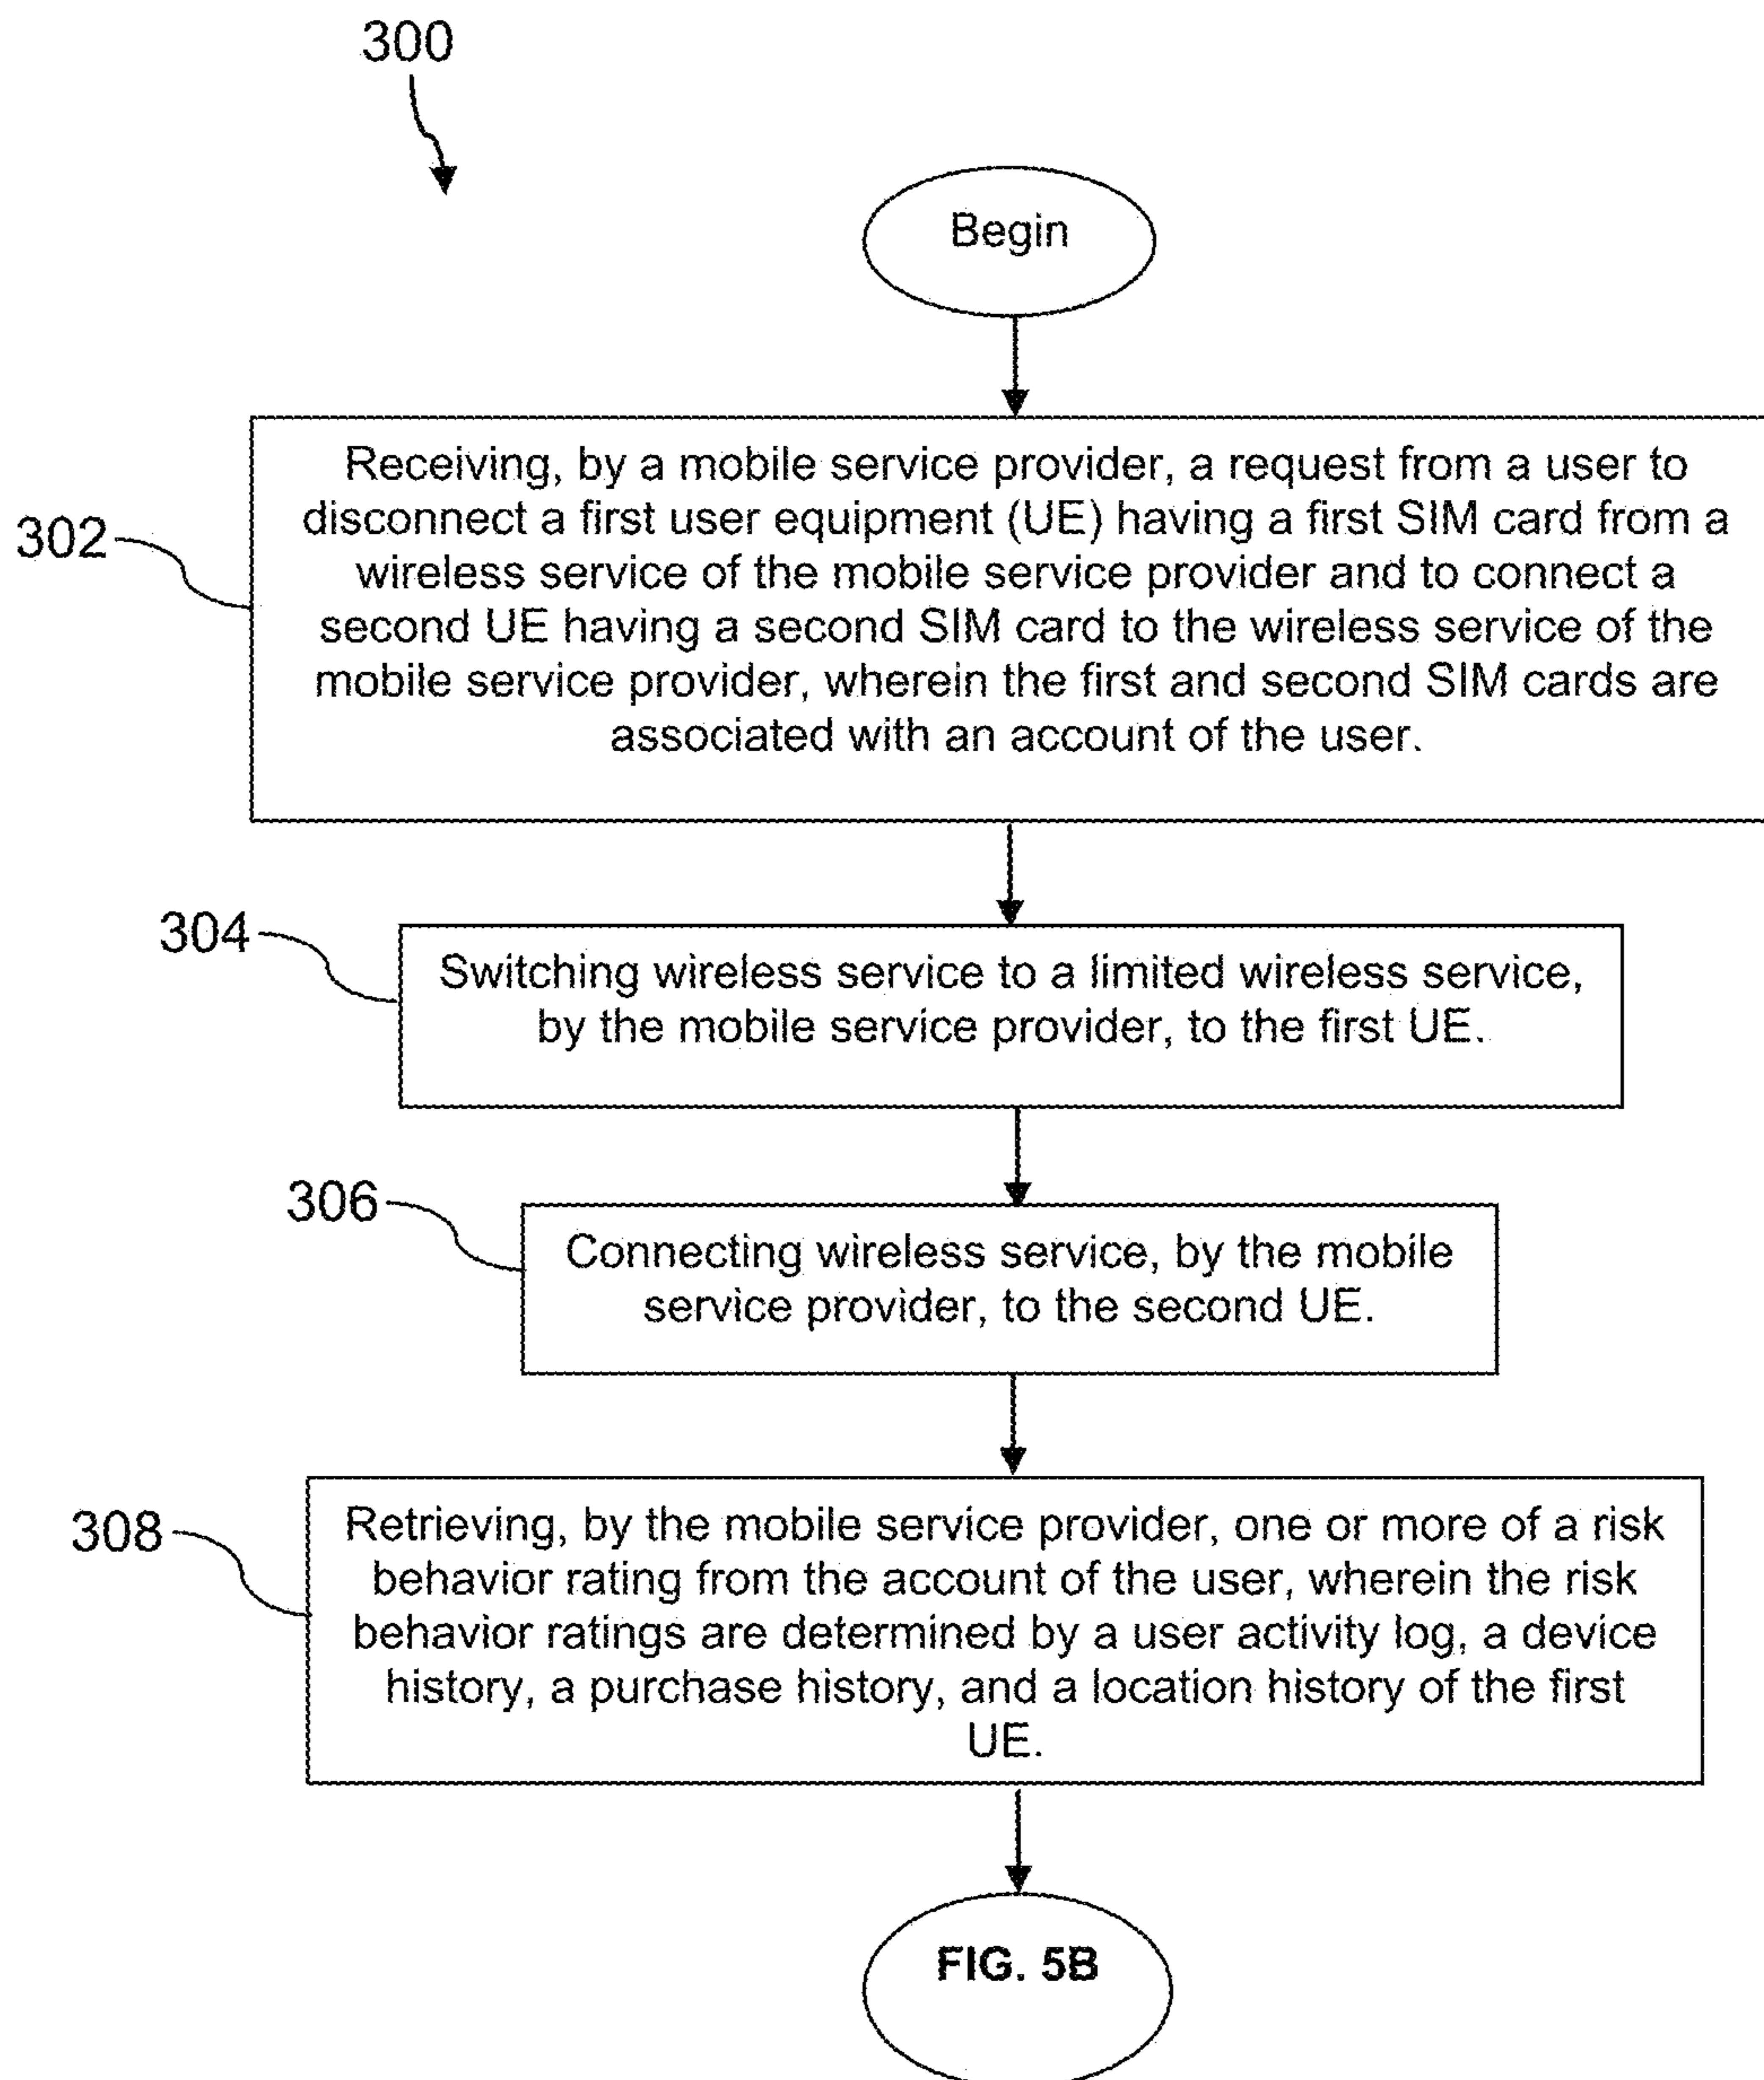 300
Begin
302
Receiving, by a mobile service provider, a request from a user to
disconnect a first user equipment (UE) having a first SIM card from a
wireless service of the mobile service provider and to connect a
second UE having a second SIM card to the wireless service of the
mobile service provider, wherein the first and second SIM cards are
associated with an account of the user.
304
Switching wireless service to a limited wireless service,
by the mobile service provider, to the first UE.
306
Connecting wireless service, by the mobile
service provider, to the second UE.
308
Retrieving, by the mobile service provider, one or more of a risk
behavior rating from the account of the user, wherein the risk
behavior ratings are determined by a user activity log, a device
history, a purchase history, and a location history of the first
UE.
FIG. 5B